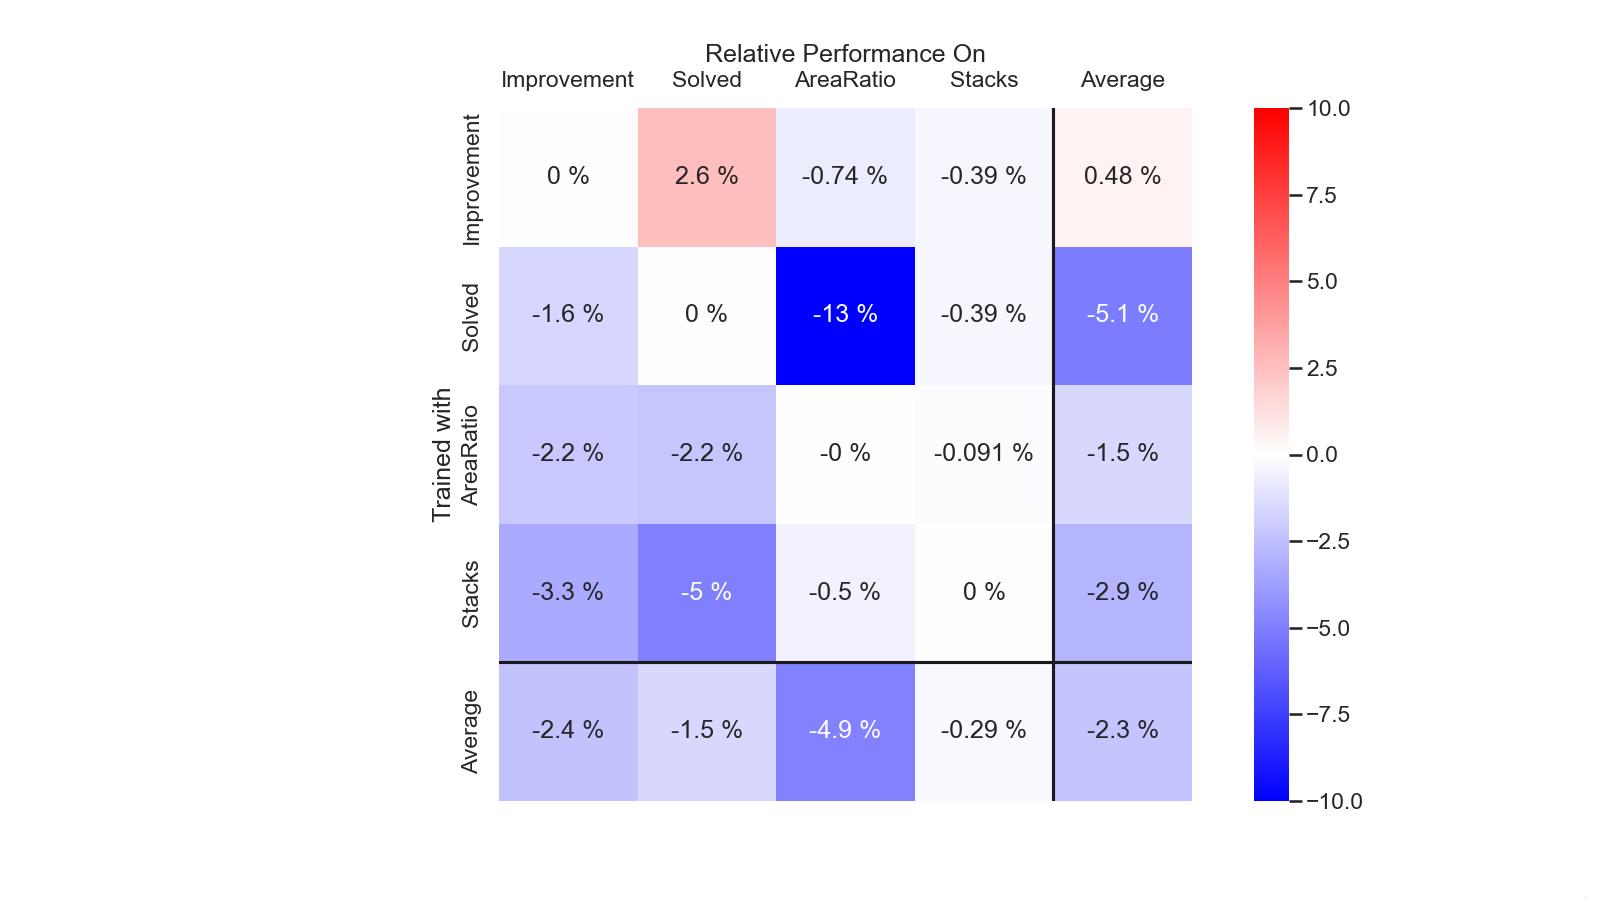 Relative Performance On
Improvement Solved AreaRatio Stacks Average
Trained with
Improvement 0 % 2.6 % -0.74 % -0.39 % 0.48 %
Solved -1.6 % 0 % -13 % -0.39 % -5.1 %
AreaRatio -2.2 % -2.2 % -0 % -0.091 % -1.5 %
Stacks -3.3 % -5 % -0.5 % 0 % -2.9 %
Average -2.4 % -1.5 % -4.9 % -0.29 % -2.3 %
10.0
7.5
5.0
2.5
0.0
−2.5
−5.0
−7.5
−10.0